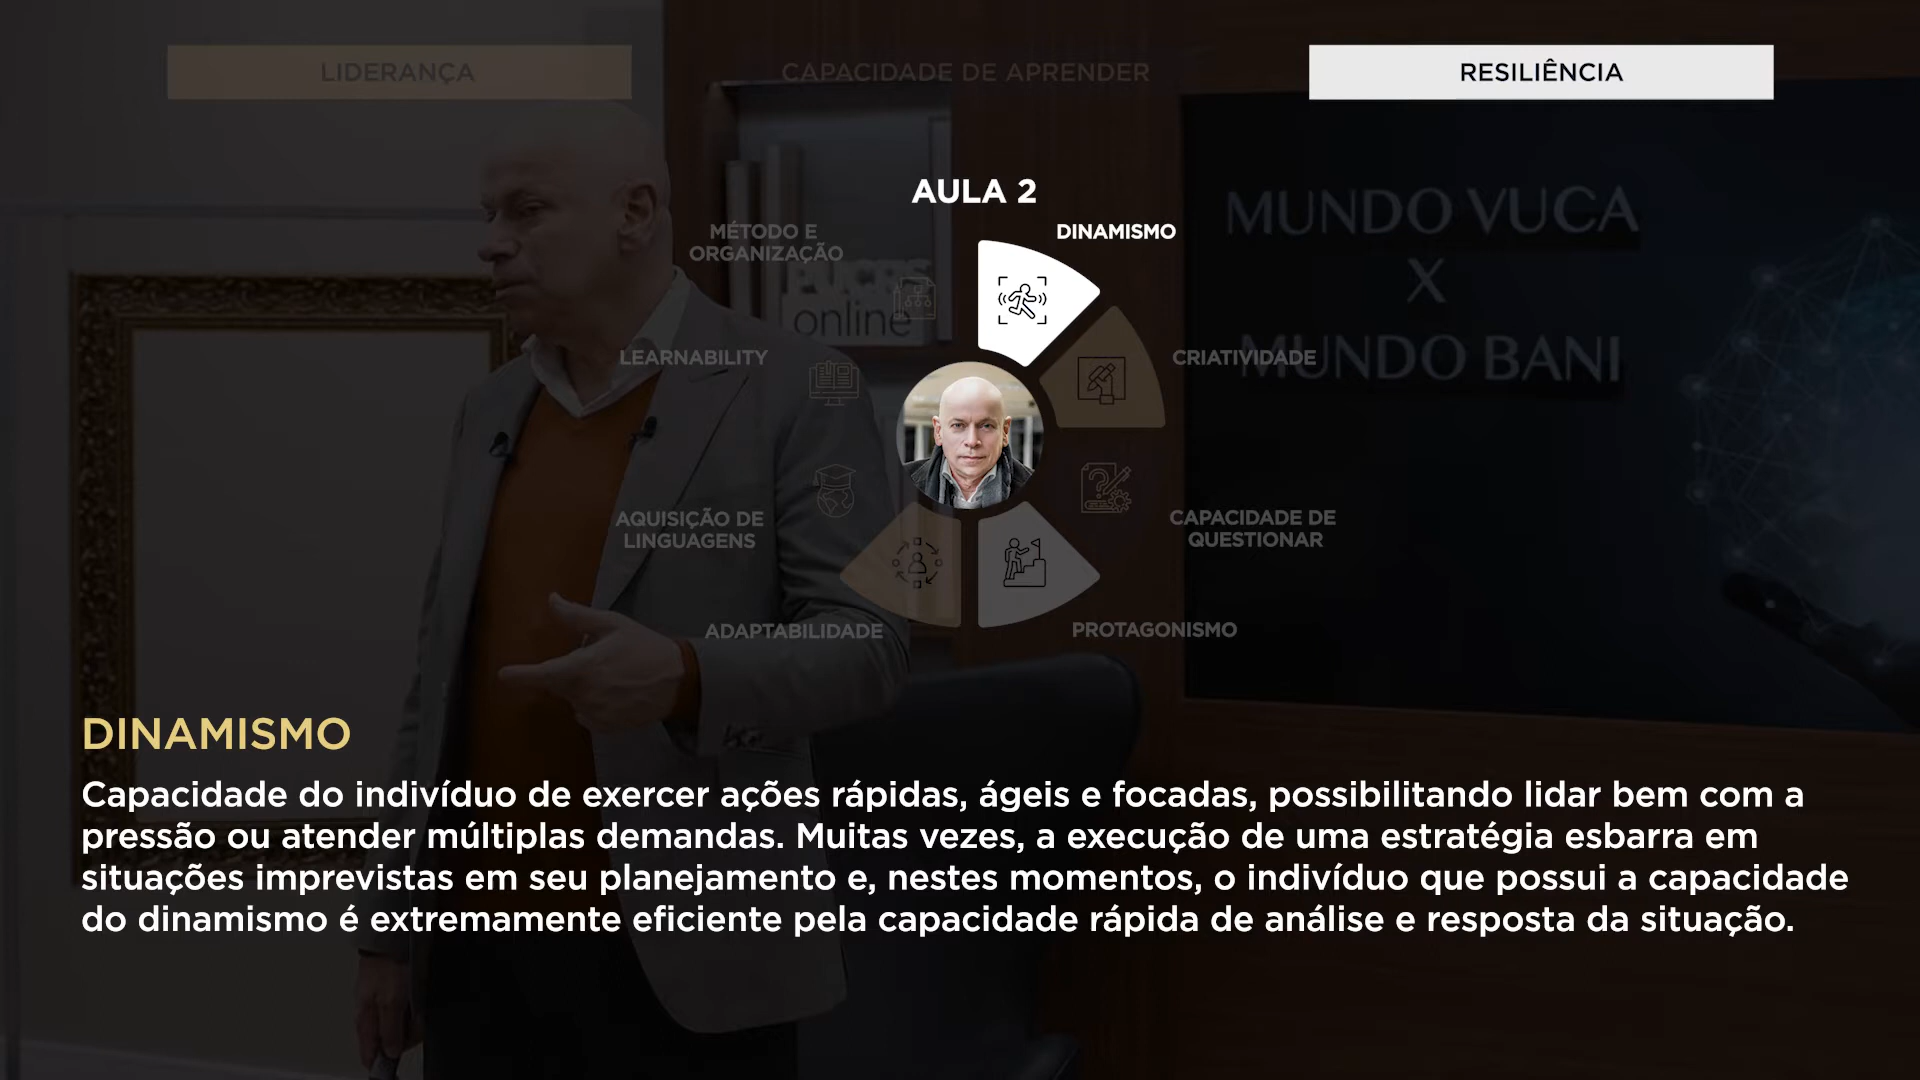 LIDERANÇA
CAPACIDADE DE APRENDER
RESILIÊNCIA
AULA 2
MÉTODO E
ORGANIZAÇÃO
DINAMISMO
MUNDO VUCA
X
MUNDO BANI
online
LEARNABILITY
CRIATIVIDADE
AQUISIÇÃO DE
LINGUAGENS
CAPACIDADE DE
QUESTIONAR
ADAPTABILIDADE
PROTAGONISMO
DINAMISMO
Capacidade do indivíduo de exercer ações rápidas, ágeis e focadas, possibilitando lidar bem com a
pressão ou atender múltiplas demandas. Muitas vezes, a execução de uma estratégia esbarra em
situações imprevistas em seu planejamento e, nestes momentos, o indivíduo que possui a capacidade
do dinamismo é extremamente eficiente pela capacidade rápida de análise e resposta da situação.